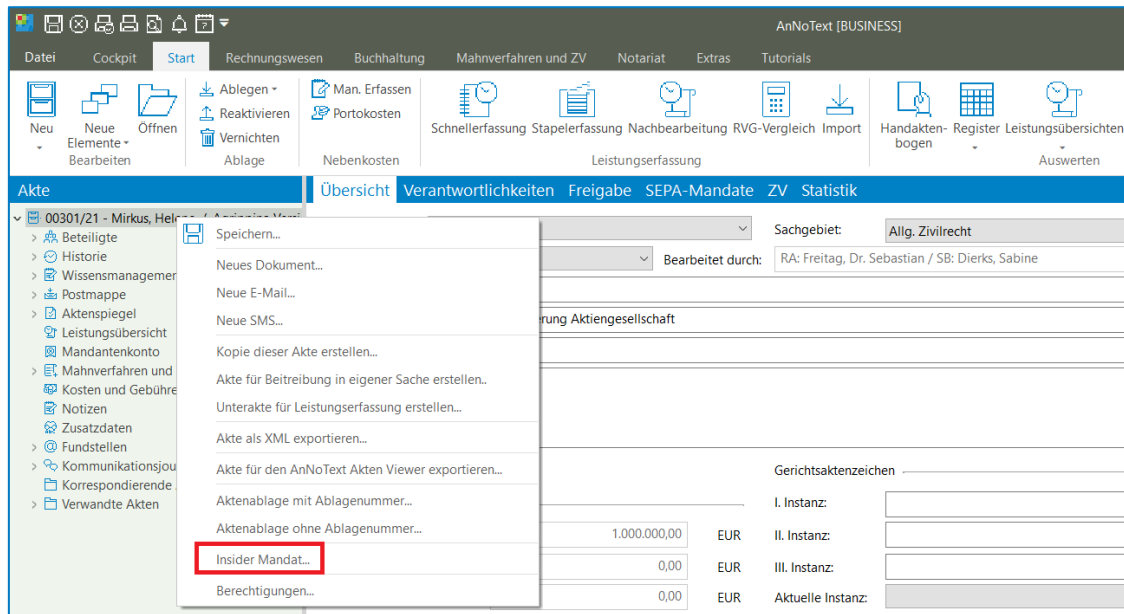 AnNoText [BUSINESS]
Datei Cockpit Start Rechnungswesen Buchhaltung Mahnverfahren und ZV Notariat Extras Tutorials
Neu
Neue Elemente
Öffnen
Bearbeiten
Ablegen
Reaktivieren
Vernichten
Ablage
Man. Erfassen
Portokosten
Nebenkosten
Schnellerfassung Stapelerfassung Nachbearbeitung RVG-Vergleich Import
Leistungserfassung
Handakten-
bogen
Register Leistungsübersichten
Auswerten
Akte
Übersicht Verantwortlichkeiten Freigabe SEPA-Mandate ZV Statistik
00301/21 - Mirkus,
Beteiligte
Historie
Wissensmanagemen
Postmappe
Aktenspiegel
Leistungsübersicht
Mandantenkonto
Mahnverfahren und
Kosten und Gebühre
Notizen
Zusatzdaten
Fundstellen
Kommunikationsjou
Korrespondierende
Verwandte Akten
Speichern...
Neues Dokument...
Neue E-Mail...
Neue SMS...
Kopie dieser Akte erstellen...
Akte für Beitreibung in eigener Sache erstellen..
Unterakte für Leistungserfassung erstellen...
Akte als XML exportieren...
Akte für den AnNoText Akten Viewer exportieren...
Aktenablage mit Ablagenummer...
Aktenablage ohne Ablagenummer...
Insider Mandat...
Berechtigungen...
Sachgebiet: Allg. Zivilrecht
Bearbeitet durch: RA: Freitag, Dr. Sebastian / SB: Dierks, Sabine
rung Aktiengesellschaft
Gerichtsaktenzeichen
I. Instanz:
1.000.000,00 EUR II. Instanz:
0,00 EUR III. Instanz:
0,00 EUR Aktuelle Instanz: